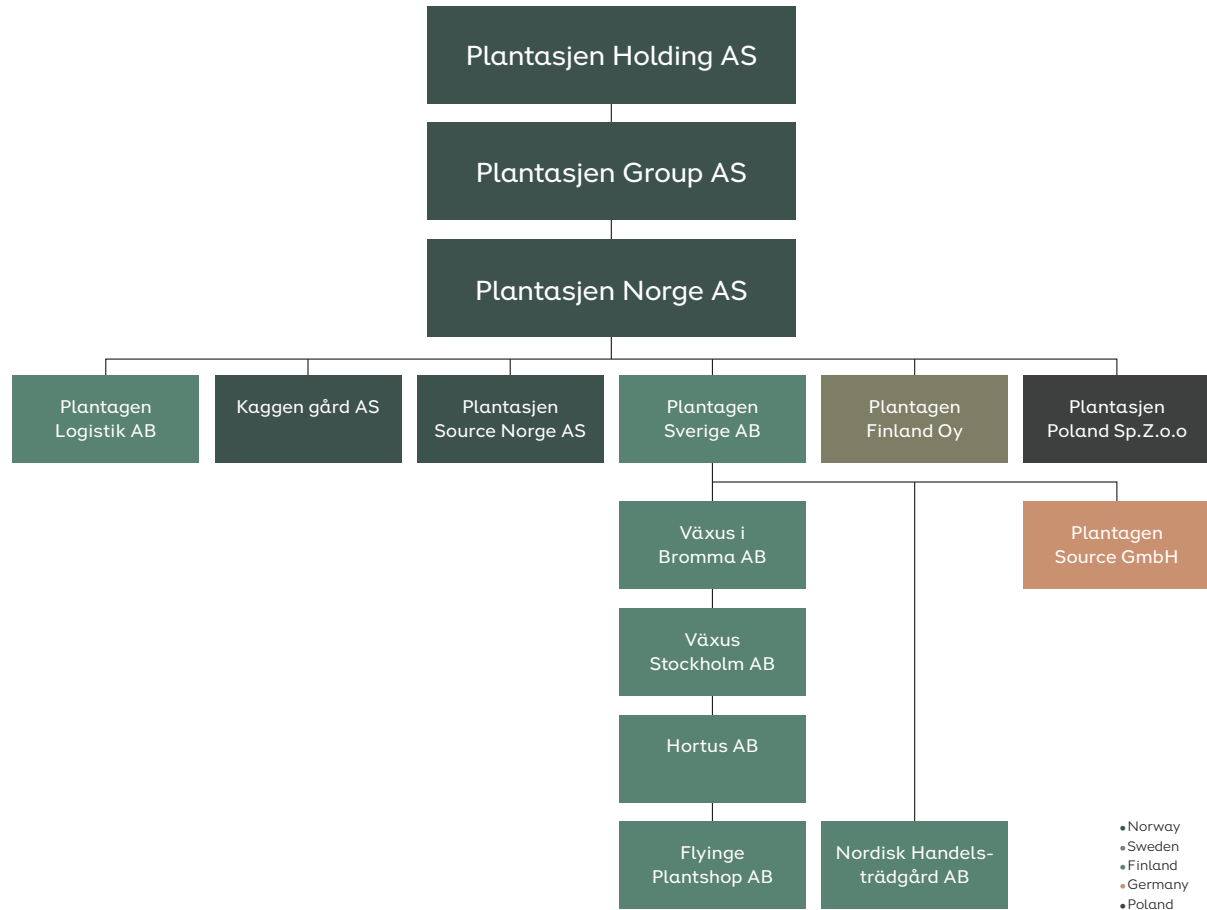 Plantasjen Holding AS
Plantasjen Group AS
Plantasjen Norge AS
Plantagen
Logistik AB
Kaggen gård AS
Plantasjen
Source Norge AS
Plantagen
Sverige AB
Plantagen
Finland Oy
Plantasjen
Poland Sp.Z.o.o
Växus i
Bromma AB
Plantagen
Source GmbH
Växus
Stockholm AB
Hortus AB
Flyinge
Plantshop AB
Nordisk Handels-
trädgård AB
•Norway
•Sweden
•Finland
•Germany
•Poland